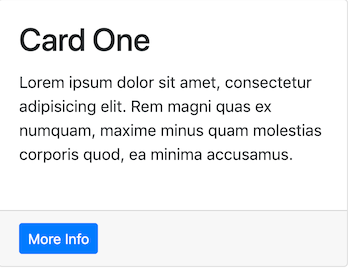 Card One
Lorem ipsum dolor sit amet, consectetur
adipisicing elit. Rem magni quas ex
numquam, maxime minus quam molestias
corporis quod, ea minima accusamus.
More Info